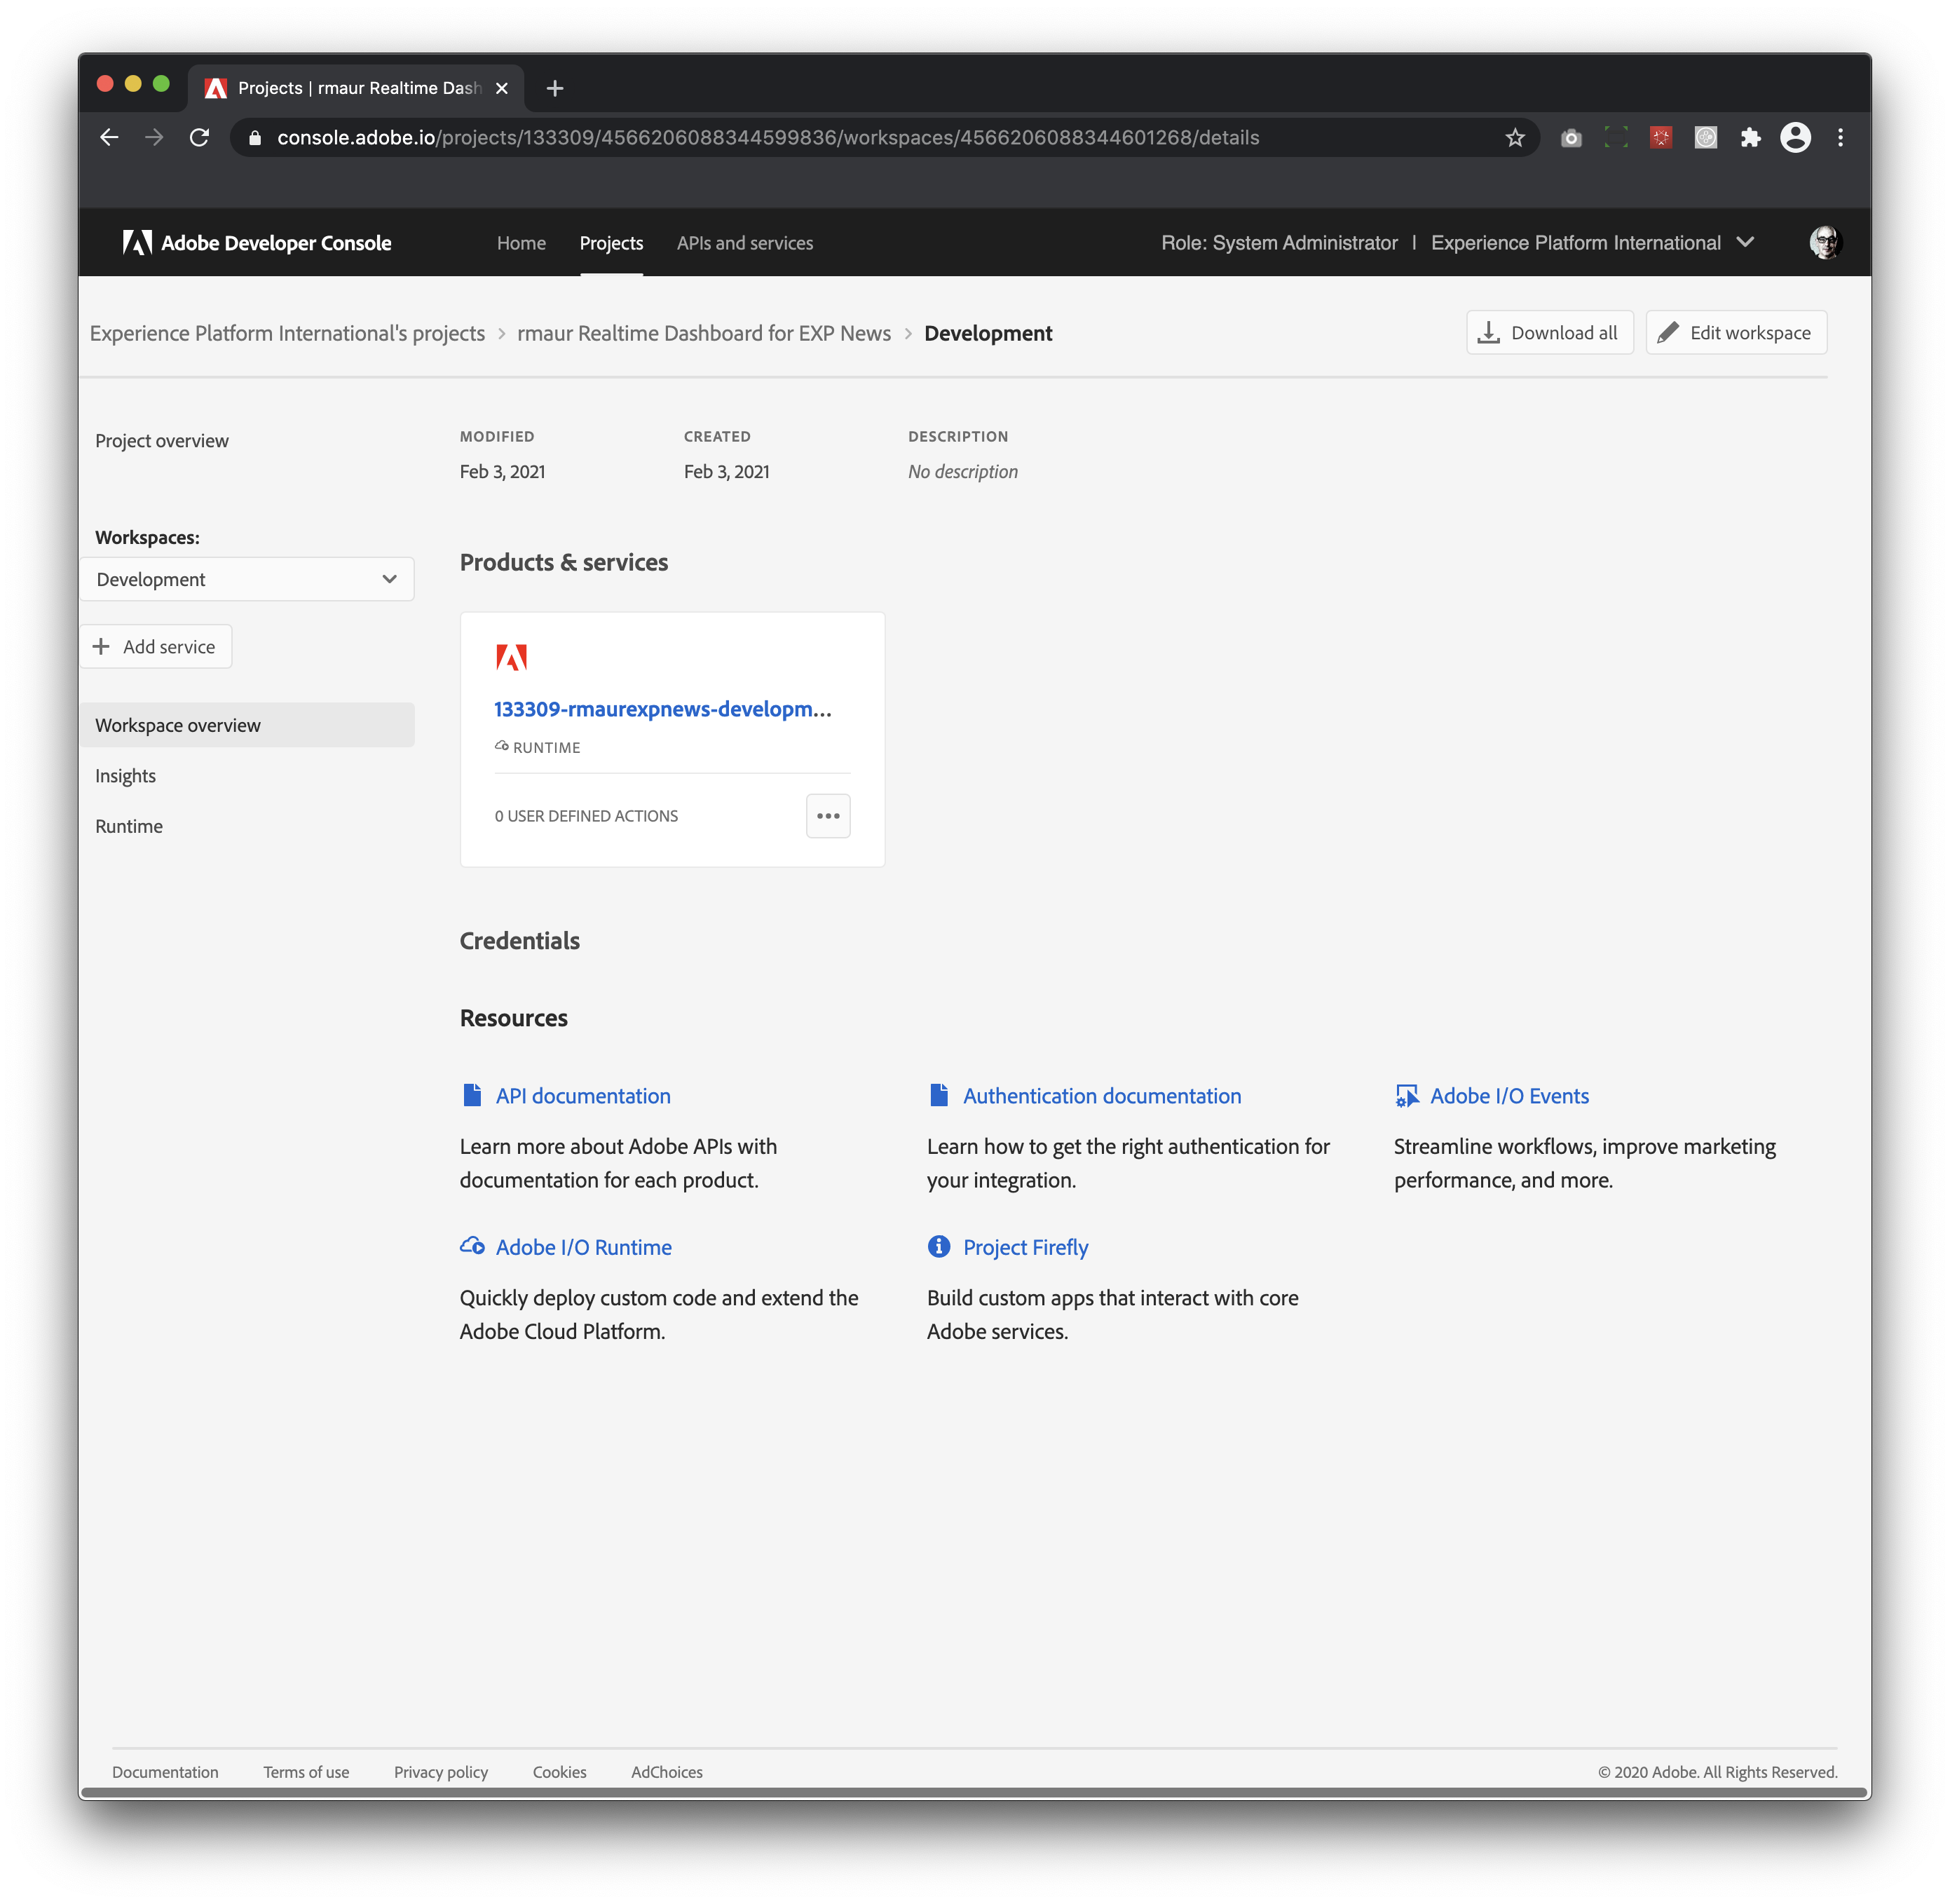 Projects | rmaur Realtime Dash
console.adobe.io/projects/133309/4566206088344599836/workspaces/4566206088344601268/details
Adobe Developer Console
Home
Projects
APIs and services
Role: System Administrator | Experience Platform International
Experience Platform International's projects > rmaur Realtime Dashboard for EXP News > Development
Download all
Edit workspace
Project overview
Workspaces:
Development
Add service
Workspace overview
Insights
Runtime
MODIFIED
Feb 3, 2021
CREATED
Feb 3, 2021
DESCRIPTION
No description
Products & services
133309-rmaurexpnews-developm...
RUNTIME
0 USER DEFINED ACTIONS
Credentials
Resources
API documentation
Learn more about Adobe APIs with
documentation for each product.
Authentication documentation
Learn how to get the right authentication for
your integration.
Adobe I/O Events
Streamline workflows, improve marketing
performance, and more.
Adobe I/O Runtime
Quickly deploy custom code and extend the
Adobe Cloud Platform.
Project Firefly
Build custom apps that interact with core
Adobe services.
Documentation
Terms of use
Privacy policy
Cookies
AdChoices
© 2020 Adobe. All Rights Reserved.